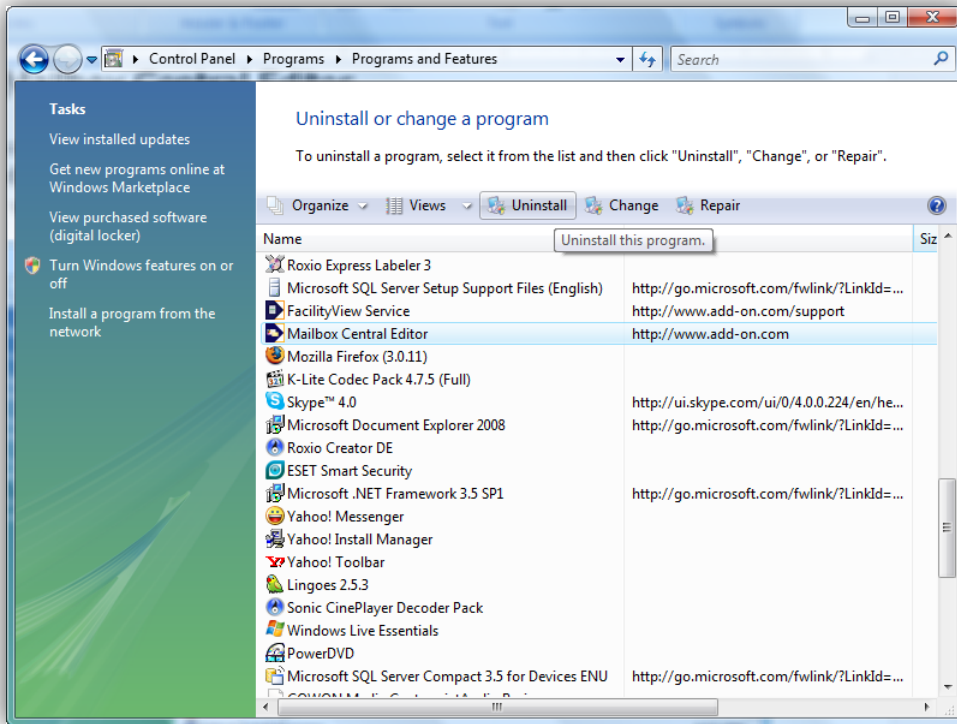 Control Panel ▸ Programs ▸ Programs and Features
Search
Tasks
View installed updates
Get new programs online at
Windows Marketplace
View purchased software
(digital locker)
Turn Windows features on or
off
Install a program from the
network
Uninstall or change a program
To uninstall a program, select it from the list and then click "Uninstall", "Change", or "Repair".
Organize Views Uninstall Change Repair
Uninstall this program.
Name Siz
Roxio Express Labeler 3
Microsoft SQL Server Setup Support Files (English) http://go.microsoft.com/fwlink/?LinkId=...
FacilityView Service http://www.add-on.com/support
Mailbox Central Editor http://www.add-on.com
Mozilla Firefox (3.0.11)
K-Lite Codec Pack 4.7.5 (Full)
Skype™ 4.0 http://ui.skype.com/ui/0/4.0.0.224/en/he...
Microsoft Document Explorer 2008 http://go.microsoft.com/fwlink/?LinkId=...
Roxio Creator DE
ESET Smart Security
Microsoft .NET Framework 3.5 SP1 http://go.microsoft.com/fwlink/?LinkId=...
Yahoo! Messenger
Yahoo! Install Manager
Yahoo! Toolbar
Lingoes 2.5.3
Sonic CinePlayer Decoder Pack
Windows Live Essentials
PowerDVD
Microsoft SQL Server Compact 3.5 for Devices ENU http://go.microsoft.com/fwlink/?LinkId=...